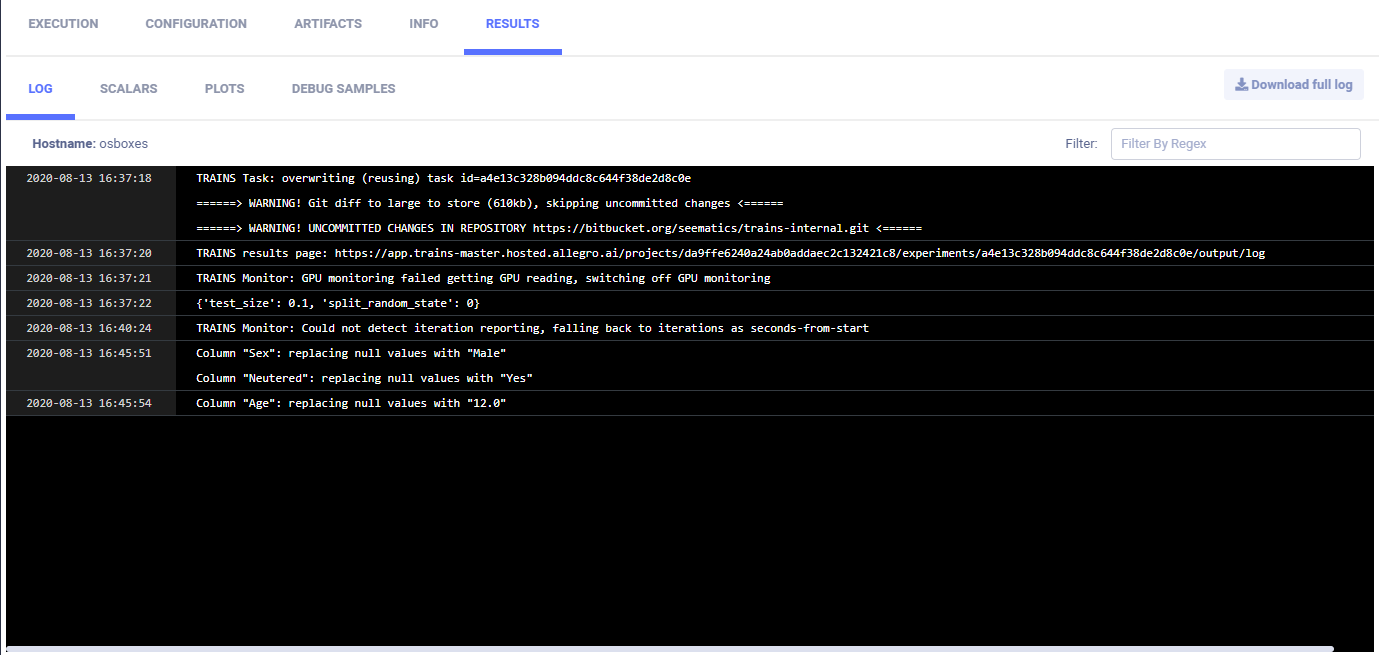 EXECUTION CONFIGURATION ARTIFACTS INFO RESULTS
LOG SCALARS PLOTS DEBUG SAMPLES Download full log
Hostname: osboxes Filter: Filter By Regex
2020-08-13 16:37:18 TRAINS Task: overwriting (reusing) task id=a4e13c328b094ddc8c644f38de2d8c0e
======> WARNING! Git diff to large to store (610kb), skipping uncommitted changes <======
======> WARNING! UNCOMMITTED CHANGES IN REPOSITORY https://bitbucket.org/seematics/trains-internal.git <======
2020-08-13 16:37:20 TRAINS results page: https://app.trains-master.hosted.allegro.ai/projects/da9ffe6240a24ab0addaec2c132421c8/experiments/a4e13c328b094ddc8c644f38de2d8c0e/output/log
2020-08-13 16:37:21 TRAINS Monitor: GPU monitoring failed getting GPU reading, switching off GPU monitoring
2020-08-13 16:37:22 {'test_size': 0.1, 'split_random_state': 0}
2020-08-13 16:40:24 TRAINS Monitor: Could not detect iteration reporting, falling back to iterations as seconds-from-start
2020-08-13 16:45:51 Column "Sex": replacing null values with "Male"
Column "Neutered": replacing null values with "Yes"
2020-08-13 16:45:54 Column "Age": replacing null values with "12.0"